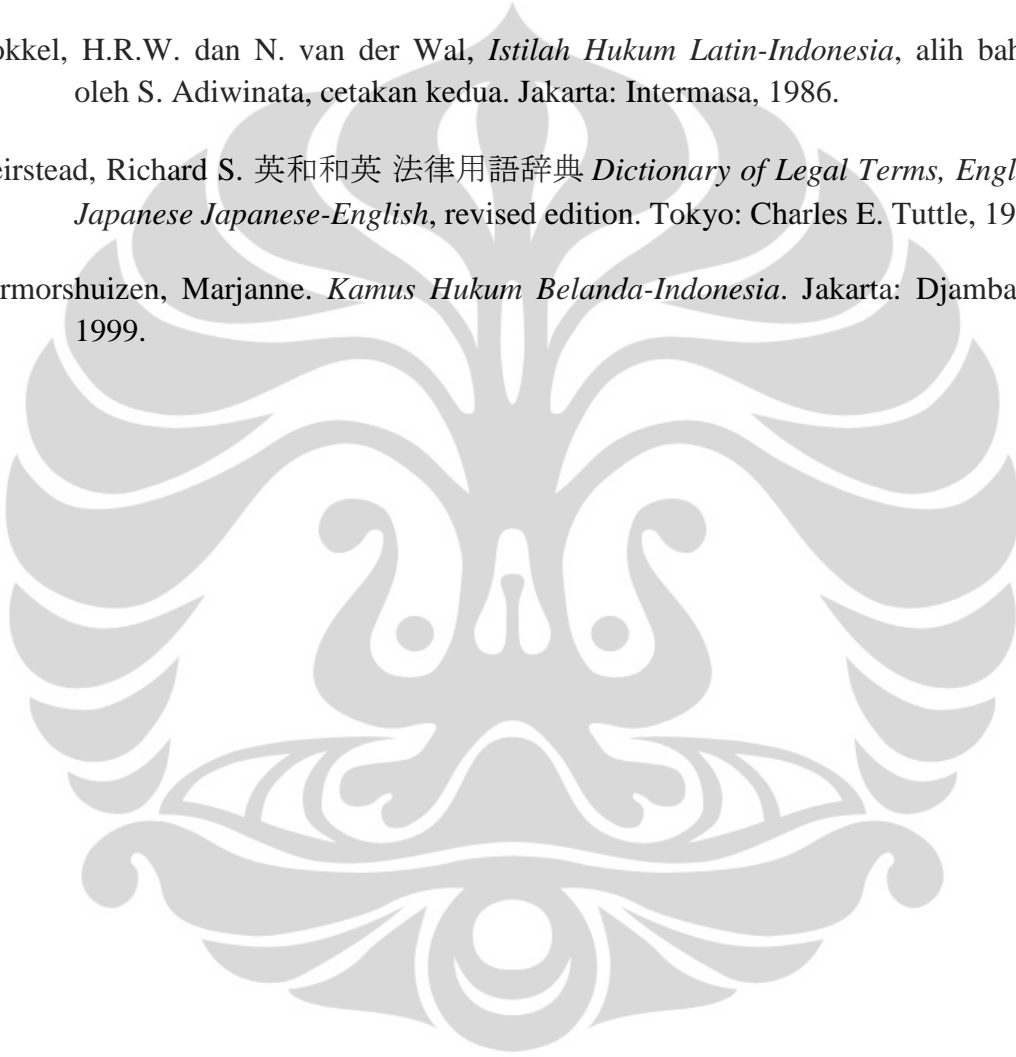 okkel, H.R.W. dan N. van der Wal, Istilah Hukum Latin-Indonesia, alih bah
oleh S. Adiwinata, cetakan kedua. Jakarta: Intermasa, 1986.
eirstead, Richard S. 英和和英 法律用語辞典 Dictionary of Legal Terms, Engl
Japanese Japanese-English, revised edition. Tokyo: Charles E. Tuttle, 19
rmorshuizen, Marjanne. Kamus Hukum Belanda-Indonesia. Jakarta: Djamba
1999.